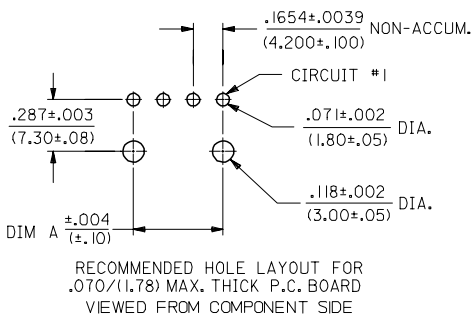 .1654±.0039 NON-ACCUM.
(4.200±.100)
CIRCUIT #1
.287±.003
(7.30±.08)
.071±.002 DIA.
(1.80±.05)
.118±.002 DIA.
(3.00±.05)
DIM A ±.004
(±.10)
RECOMMENDED HOLE LAYOUT FOR
.070/(1.78) MAX. THICK P.C. BOARD
VIEWED FROM COMPONENT SIDE